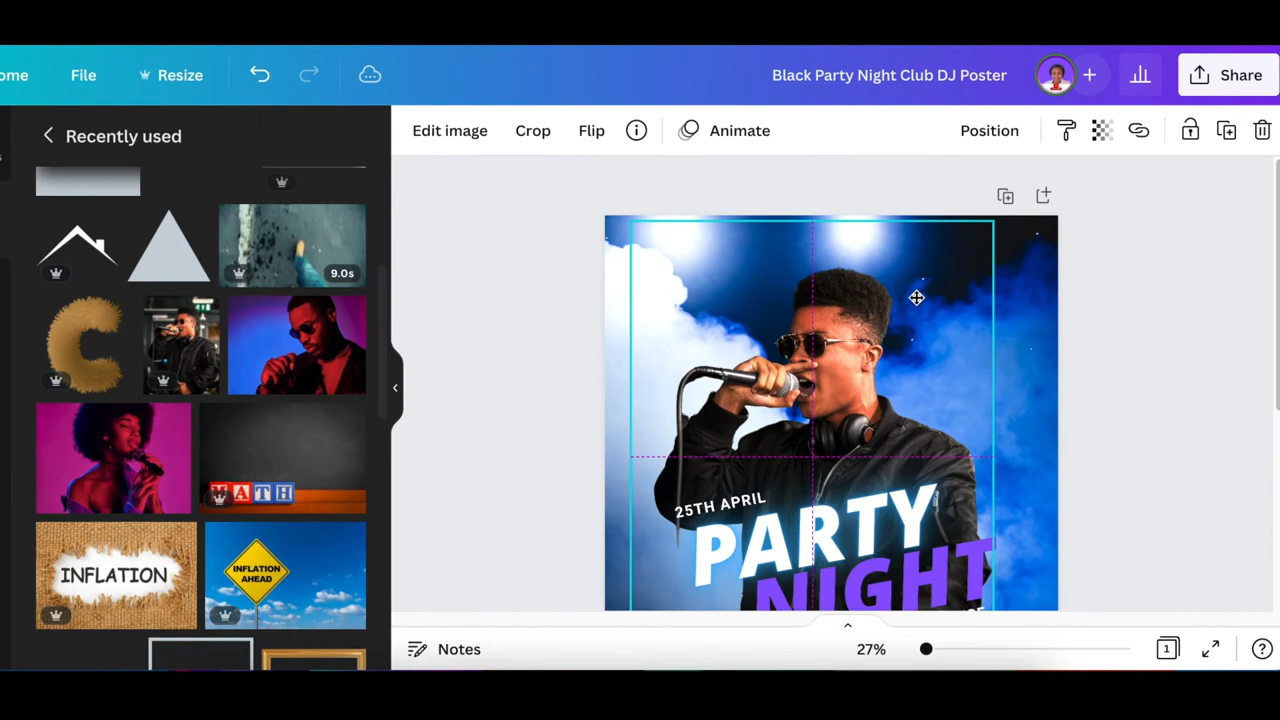 ome File Resize Black Party Night Club DJ Poster + Share
Recently used
Edit image Crop Flip Animate Position
9.0s
MATH
INFLATION
INFLATION
AHEAD
25TH APRIL
PARTY
NIGHT
Notes 27% 1 ?